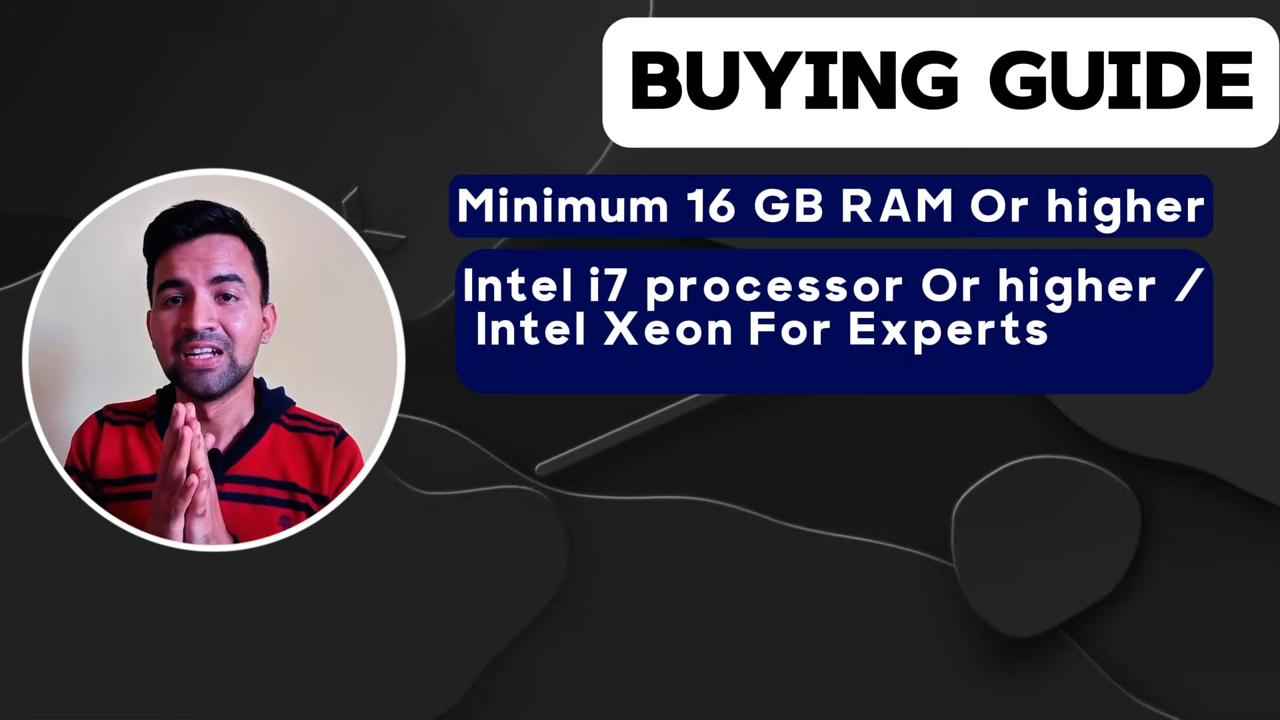 BUYING GUIDE
Minimum 16 GB RAM Or higher
Intel i7 processor Or higher /
Intel Xeon For Experts